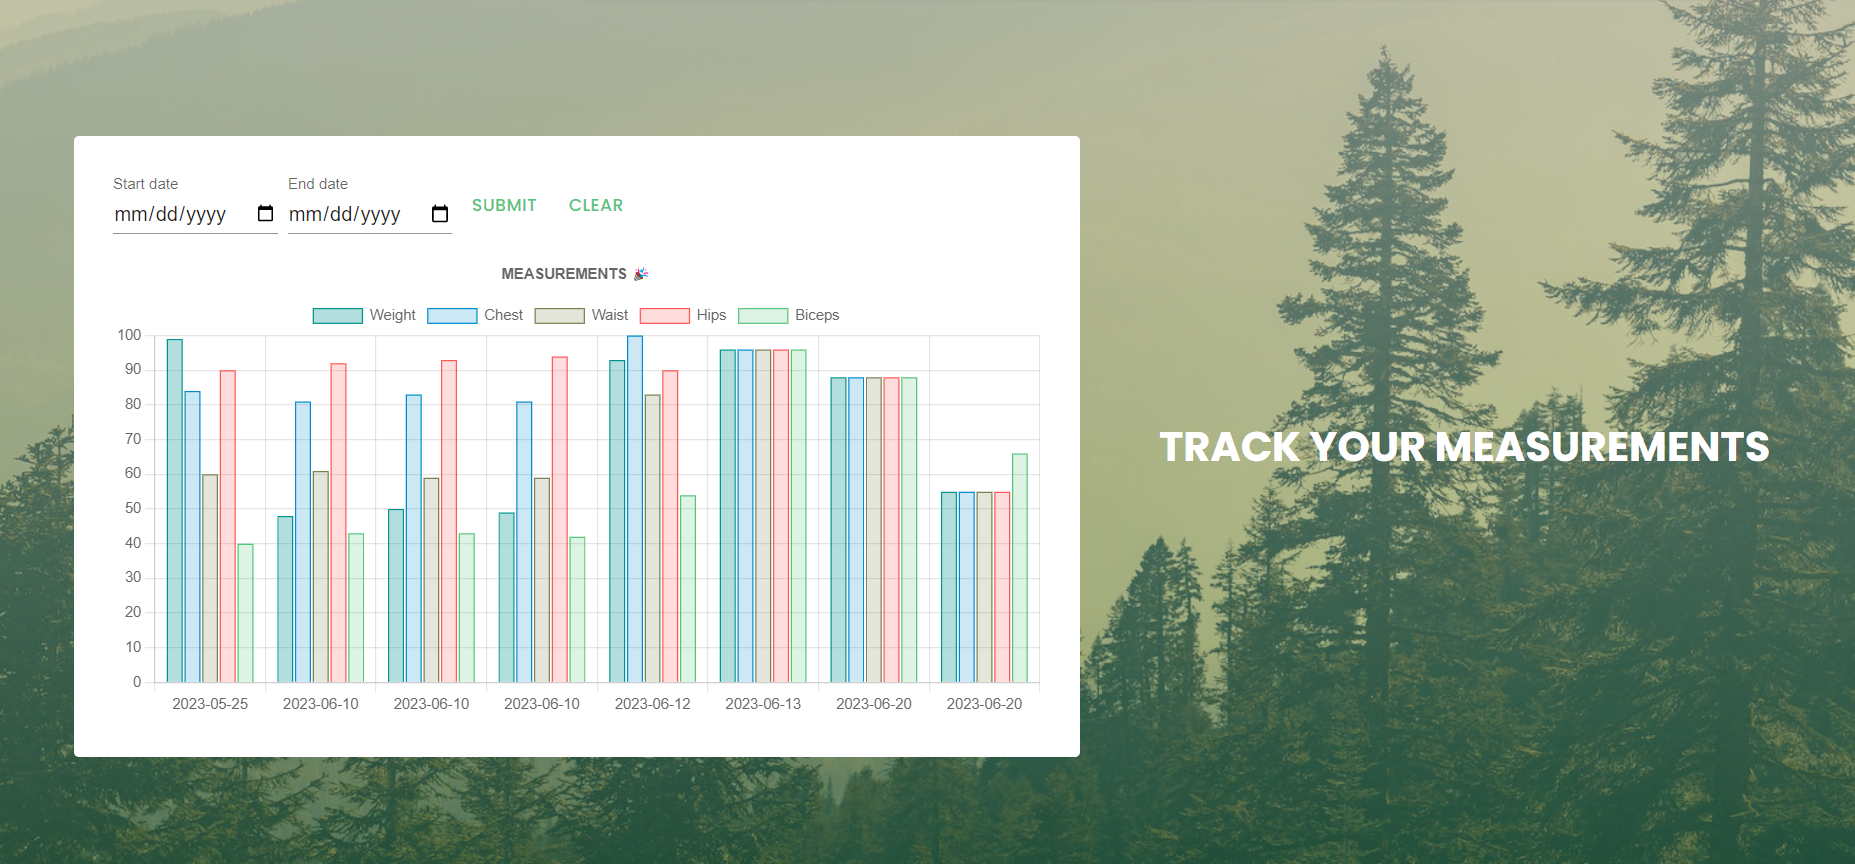 Start date
End date
mm/dd/yyyy
mm/dd/yyyy
SUBMIT
CLEAR
MEASUREMENTS 🎉
Weight
Chest
Waist
Hips
Biceps
100
90
80
70
60
50
40
30
20
10
0
2023-05-25
2023-06-10
2023-06-10
2023-06-10
2023-06-12
2023-06-13
2023-06-20
2023-06-20
TRACK YOUR MEASUREMENTS